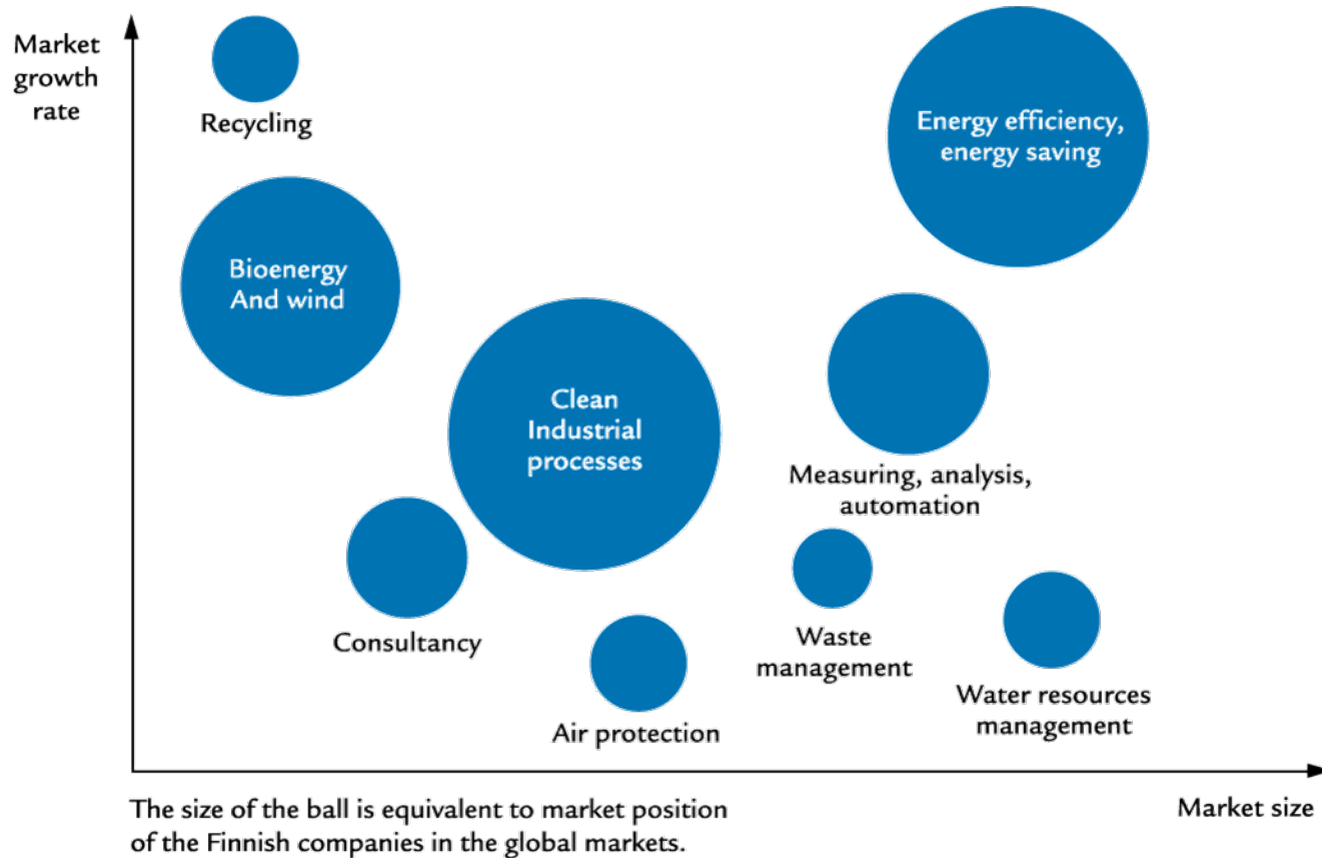 Market
growth
rate
Recycling
Energy efficiency,
energy saving
Bioenergy
And wind
Clean
Industrial
processes
Measuring, analysis,
automation
Consultancy
Waste
management
Water resources
management
Air protection
The size of the ball is equivalent to market position
of the Finnish companies in the global markets.
Market size